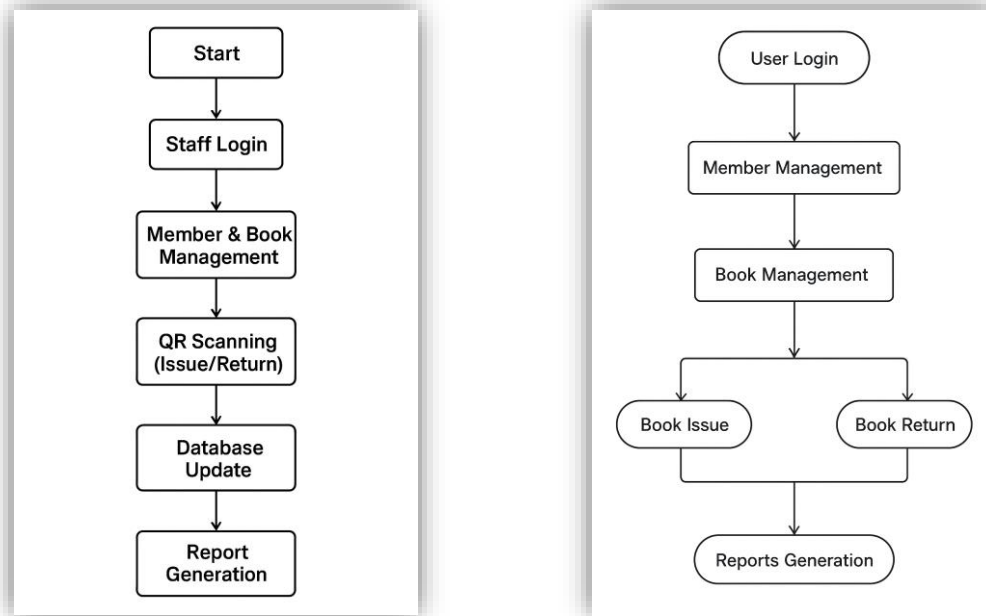 Start
Staff Login
Member & Book
Management
QR Scanning
(Issue/Return)
Database
Update
Report
Generation
User Login
Member Management
Book Management
Book Issue
Book Return
Reports Generation